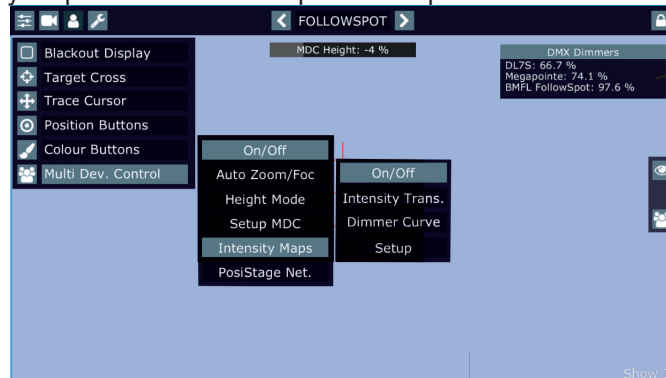 FOLLOWSPOT
MDC Height: -4 %
DMX Dimmers
DL7S: 66.7 %
Megapointe: 74.1 %
BMFL FollowSpot: 97.6 %
Blackout Display
Target Cross
Trace Cursor
Position Buttons
Colour Buttons
Multi Dev. Control
On/Off
Auto Zoom/Foc
Height Mode
Setup MDC
Intensity Maps
PosiStage Net.
On/Off
Intensity Trans.
Dimmer Curve
Setup
Show